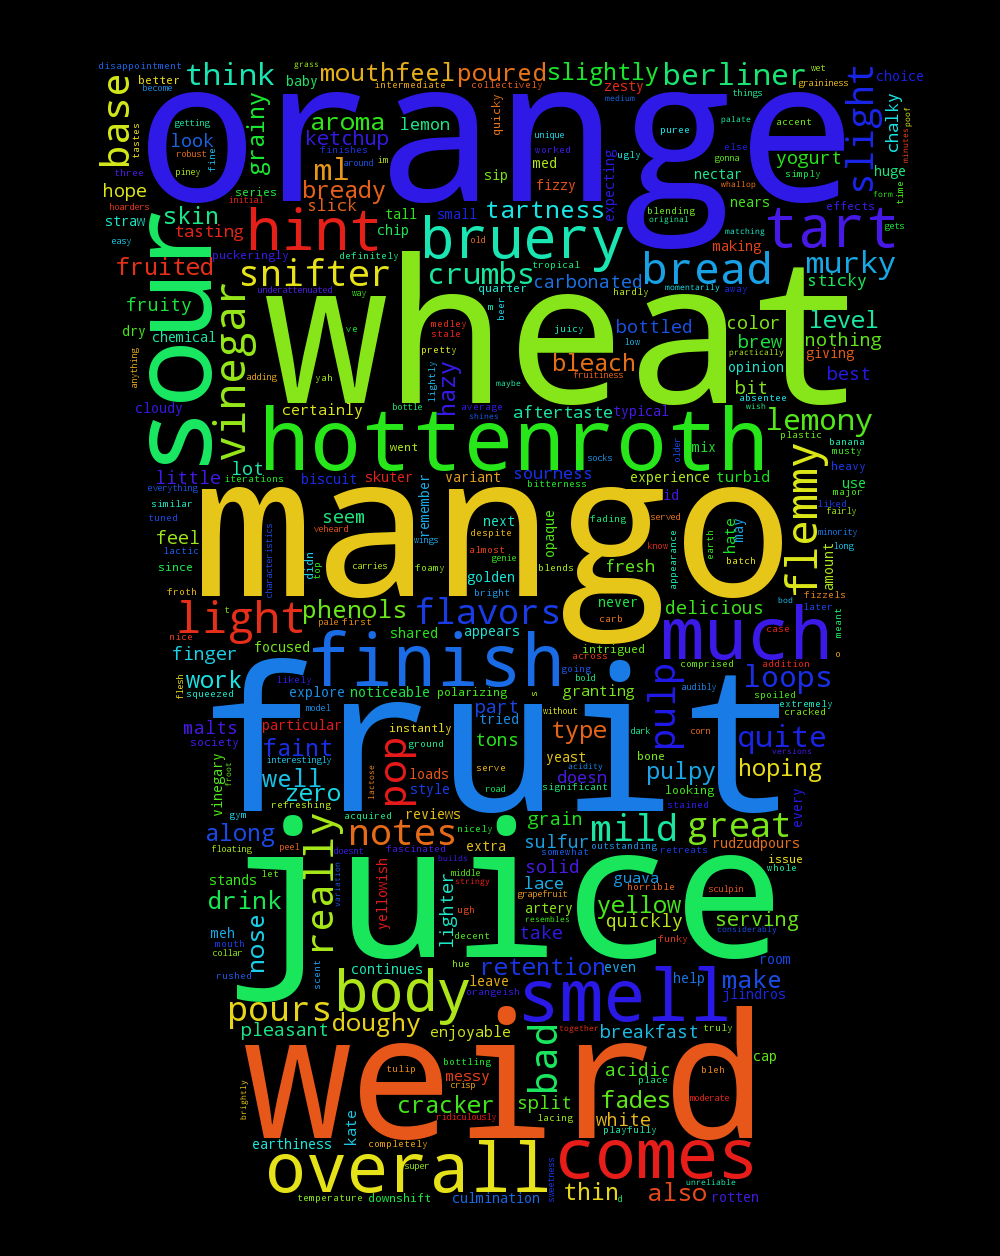 disappointment grass wet
become better think baby mouthfeel poured slightly berliner graininess choice
intermediate collectively zesty things
base orange slight chalky poof
tastes getting look robust piney fine grainy aroma ketchup lemon quicky unique medium puree palate accent minutes
three finishes around im worked ugly else yogurt
hope ml sip med expecting gonna simply huge time
hoarders initial series bready fizzy nectar whallop form
straw skin slick tall small tartness blending nears effects gets
tasting hint chip bruery old original matching tart
easy puckeringly definitely making
sour fruited snifter crumbs tropical bread murky
underattenuated quarter carbonated hardly momentarily away sticky
fruity way m beer
wheat
dry chemical vinegar ve medley stale juicy bottled color level
yah pretty low brew nothing
anything adding lightly hazy bleach practically giving
maybe fruitiness opinion bit best
absentee
cloudy certainly bottle average shines aftertaste typical wish lemony
hottenroth
went socks older mix plastic banana musty
little lot iterations biscuit skuter variant sourness experience turbid use heavy
everything bitterness id major
similar mango flemmy liked fairly
tuned feel seem remember next opaque fading served hate may amount minority
characteristics veheard wings despite know earth long
lactic didn top almost genie appearance
since carries foamy golden blends fresh batch
froth bright bod fizzels
light phenols flavors never delicious later
t pale first carb meant
nice shared appears intrigued much case o
finger focused finish across comprised addition
flesh work likely going bold pulp audibly loops
squeezed explore noticeable polarizing s granting spoiled extremely
model part without cracked
malts particular instantly tried dark corn
society faint fruit tons type quite
ground bone versions
vinegary froot interestingly pop yeast acidity looking hoping
well loads serve doesn pulpy
zero lactose style road significant stained every
refreshing
gym acquired reviews grain mild great
along notes nicely outstanding
floating peel doesnt fascinated extra sulfur somewhat retreats rudzudpours issue
let really variation builds middle solid guava whole
stands yellowish juice stringy lace horrible sculpin
drink lighter grapefruit artery yellow serving
ugh resembles quickly
meh nose decent take funky considerably
mouth collar
rushed scent continues hue retention even room
body leave smell help make
orangeish jlindros
pours
pleasant doughy enjoyable bad together breakfast truly
weird
tulip bottling cap
brightly messy crisp acidic place bleh
cracker split fades moderate
ridiculously lacing white
kate playfully
earthiness completely
overall super comes
sweetness unreliable
temperature downshift culmination thin d also rotten